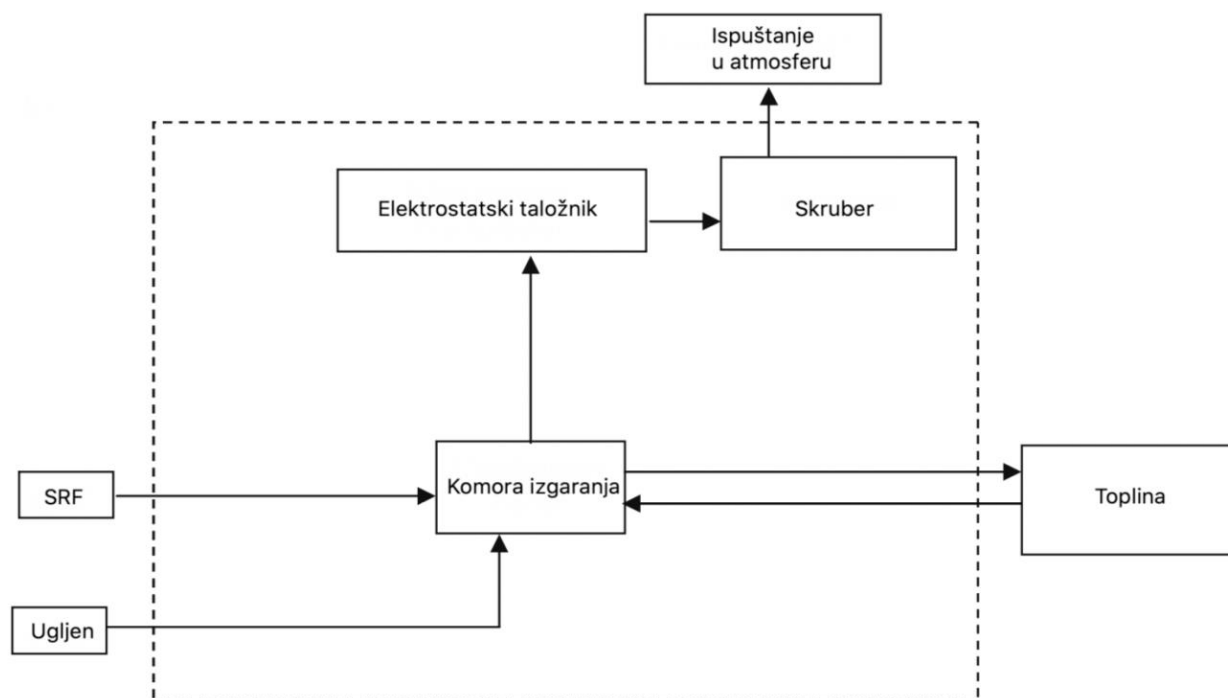 Ispuštanje
u atmosferu
Elektrostatski taložnik
Skruber
Komora izgaranja
SRF
Toplina
Ugljen